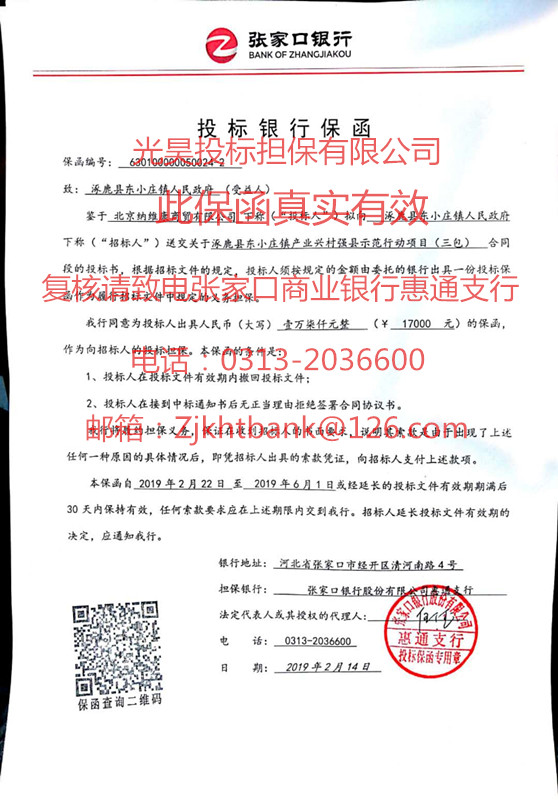 张家口银行
BANK OF ZHANGJIAKOU
投标银行保函
光昊投标担保有限公司
保函编号：630100000050024-2
致：涿鹿县东小庄镇人民政府（受益人）
此保函真实有效
鉴于北京纳维康商贸有限公司下称（“投标人”）拟向 涿鹿县东小庄镇人民政府
下称（“招标人”）送交关于涿鹿县东小庄镇产业兴村强县示范行动项目（三包） 合同
段的投标书，根据招标文件的规定，投标人须按规定的金额由委托的银行出具一份投标保
复核请致电张家口商业银行惠通支行
函作为履行招标文件中规定的义务担保。
我行同意为投标人出具人民币（大写）壹万柒仟元整 （￥ 17000 元）的保函，
作为向招标人的投标担保。本保函的条件是：
电话：0313-2036600
1、投标人在投标文件有效期内撤回投标文件；
2、投标人在接到中标通知书后无正当理由拒绝签署合同协议书。
邮箱：Zjkhtbank@126.com
我行将履约担保义务，保证在收到招标人的书面要求，说明其索款是由于出现了上述
任何一种原因的具体情况后，即凭招标人出具的索款凭证，向招标人支付上述款项。
本保函自 2019年2月22日 至 2019年6月1日或经延长的投标文件有效期期满后
30天内保持有效，任何索款要求应在上述期限内交到我行。招标人延长投标文件有效期的
决定，应通知我行。
银行地址：河北省张家口市经开区清河南路4号
担保银行：张家口银行股份有限公司惠通支行
法定代表人或其授权的代理人：
电 话：0313-2036600
日 期：2019年2月14日
张家口银行股份有限公司
惠通支行
投标保函专用章
保函查询二维码